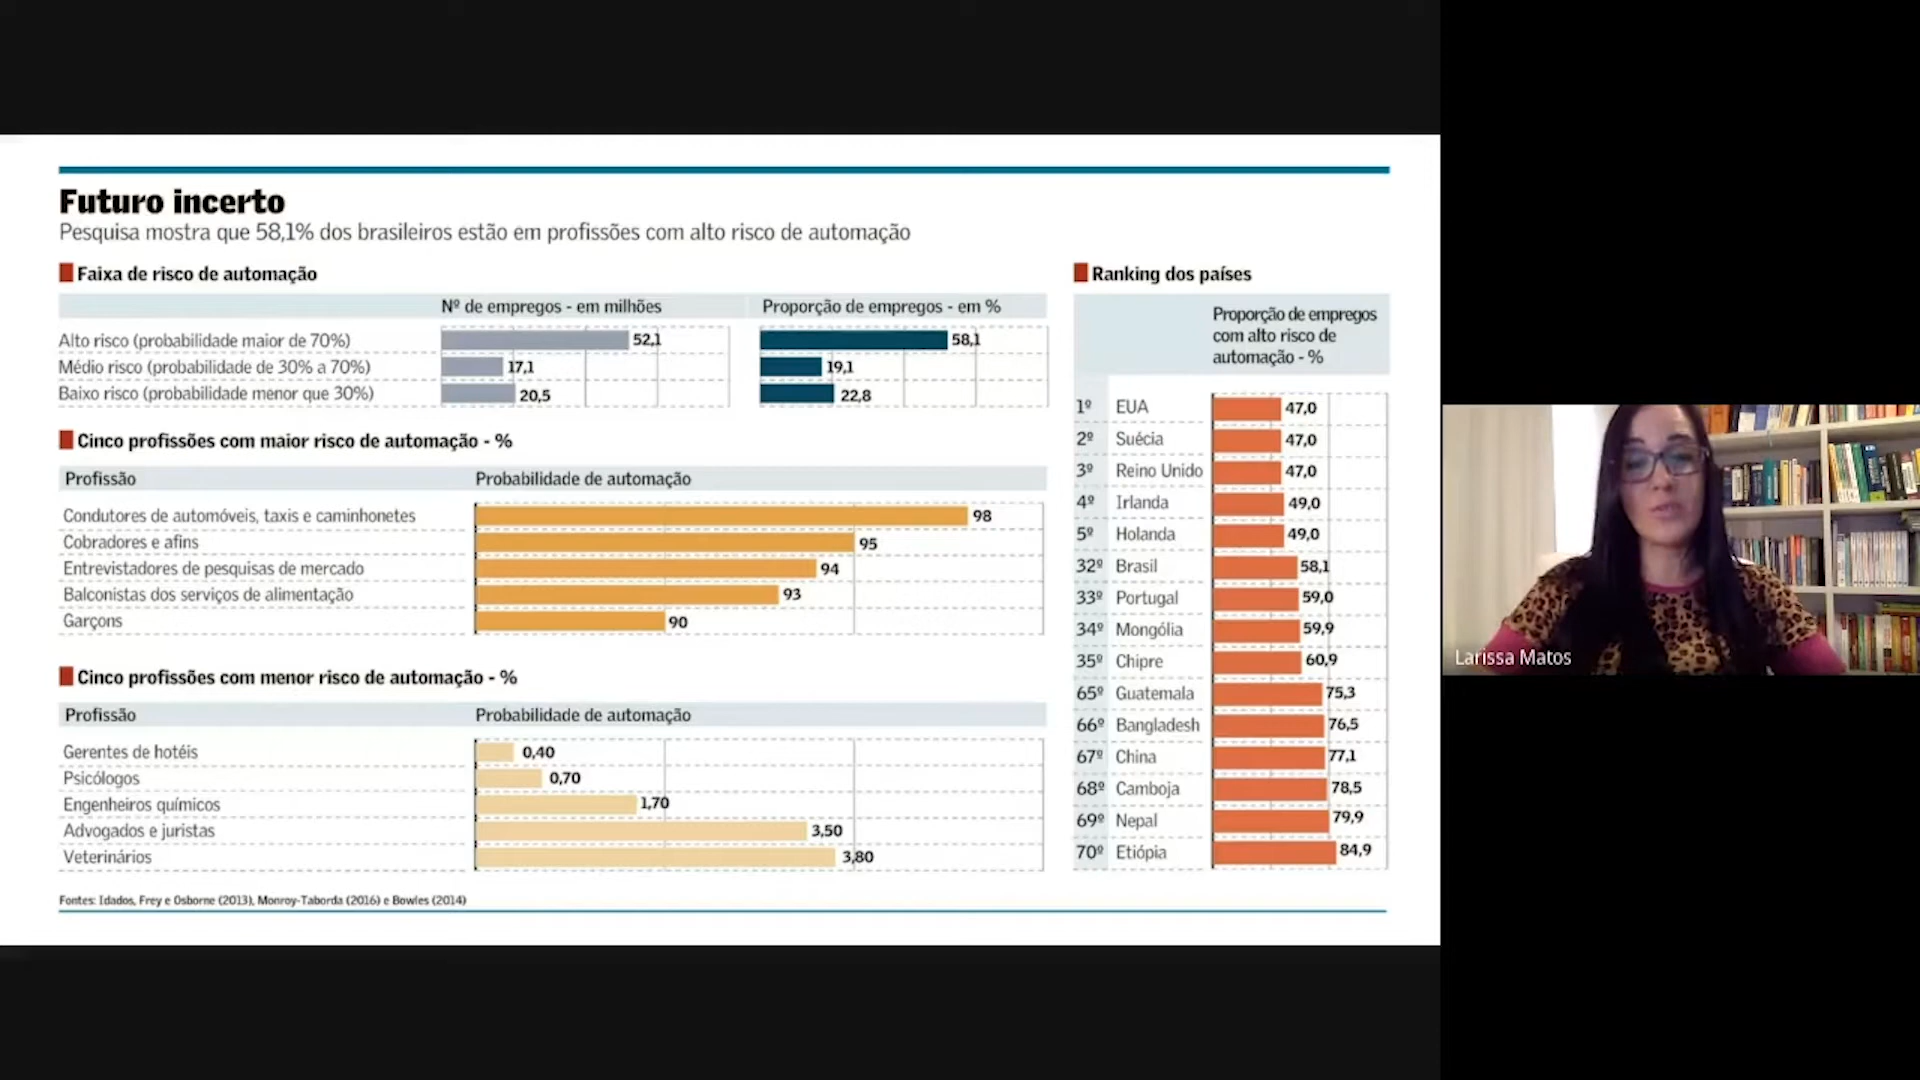 Futuro incerto
Pesquisa mostra que 58,1% dos brasileiros estão em profissões com alto risco de automação
Faixa de risco de automação
Nº de empregos - em milhões
Proporção de empregos - em %
Alto risco (probabilidade maior de 70%) 52,1 58,1
Médio risco (probabilidade de 30% a 70%) 17,1 19,1
Baixo risco (probabilidade menor que 30%) 20,5 22,8
Cinco profissões com maior risco de automação - %
Profissão Probabilidade de automação
Condutores de automóveis, taxis e caminhonetes 98
Cobradores e afins 95
Entrevistadores de pesquisas de mercado 94
Balconistas dos serviços de alimentação 93
Garçons 90
Cinco profissões com menor risco de automação - %
Profissão Probabilidade de automação
Gerentes de hotéis 0,40
Psicólogos 0,70
Engenheiros químicos 1,70
Advogados e juristas 3,50
Veterinários 3,80
Fontes: Idados, Frey e Osborne (2013), Monroy-Taborda (2016) e Bowles (2014)
Ranking dos países
Proporção de empregos
com alto risco de
automação - %
1º EUA 47,0
2º Suécia 47,0
3º Reino Unido 47,0
4º Irlanda 49,0
5º Holanda 49,0
32º Brasil 58,1
33º Portugal 59,0
34º Mongólia 59,9
35º Chipre 60,9
65º Guatemala 75,3
66º Bangladesh 76,5
67º China 77,1
68º Camboja 78,5
69º Nepal 79,9
70º Etiópia 84,9
Larissa Matos